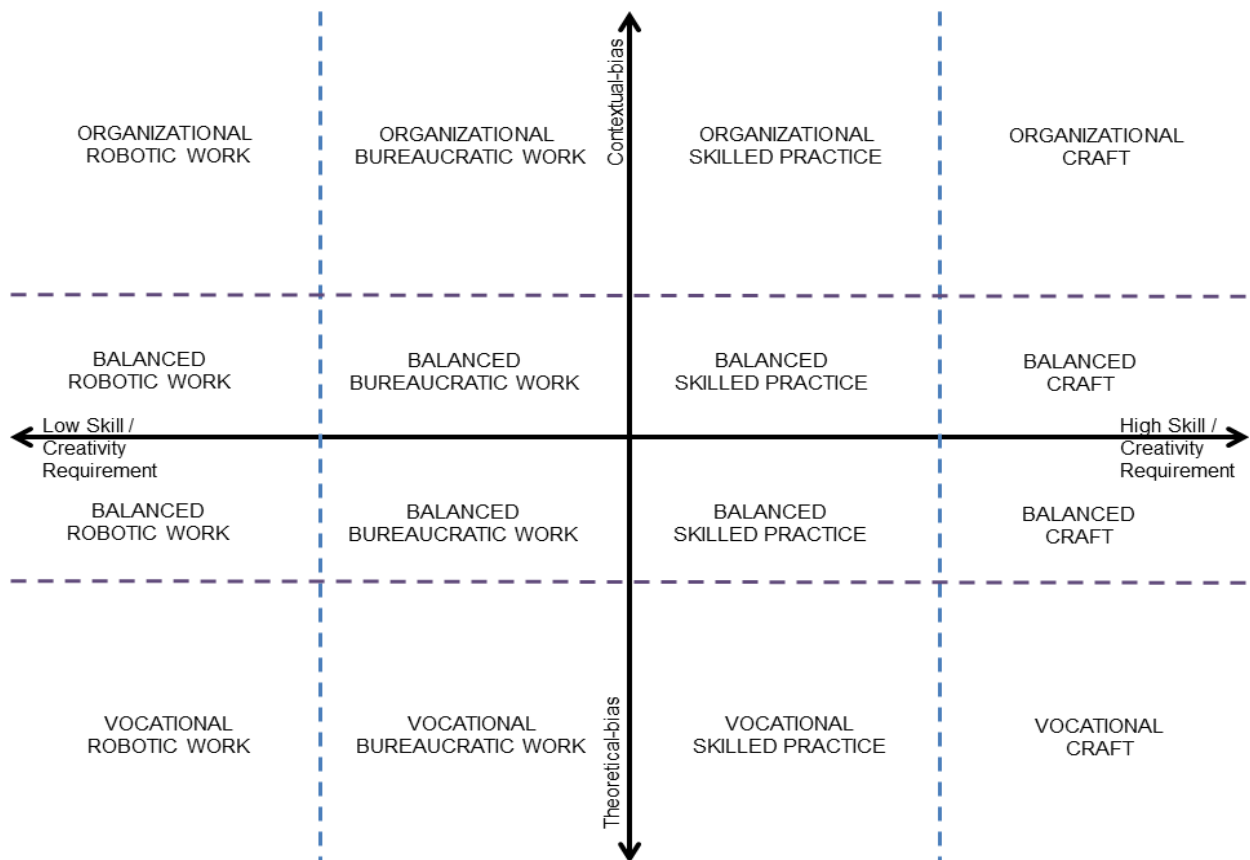 Contextual-bias
ORGANIZATIONAL
ROBOTIC WORK
ORGANIZATIONAL
BUREAUCRATIC WORK
ORGANIZATIONAL
SKILLED PRACTICE
ORGANIZATIONAL
CRAFT
BALANCED
ROBOTIC WORK
BALANCED
BUREAUCRATIC WORK
BALANCED
SKILLED PRACTICE
BALANCED
CRAFT
Low Skill /
Creativity
Requirement
High Skill /
Creativity
Requirement
BALANCED
ROBOTIC WORK
BALANCED
BUREAUCRATIC WORK
BALANCED
SKILLED PRACTICE
BALANCED
CRAFT
VOCATIONAL
ROBOTIC WORK
VOCATIONAL
BUREAUCRATIC WORK
VOCATIONAL
SKILLED PRACTICE
VOCATIONAL
CRAFT
Theoretical-bias